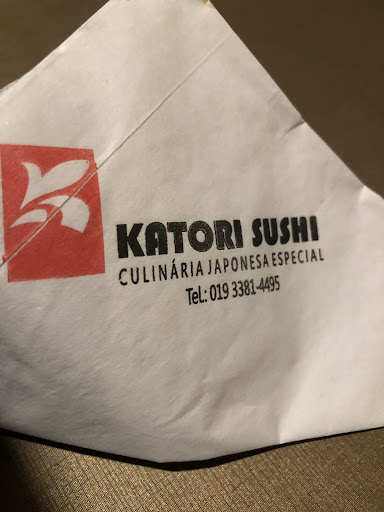 KATORI SUSHI
CULINÁRIA JAPONESA ESPECIAL
Tel.: 019 3381-4495